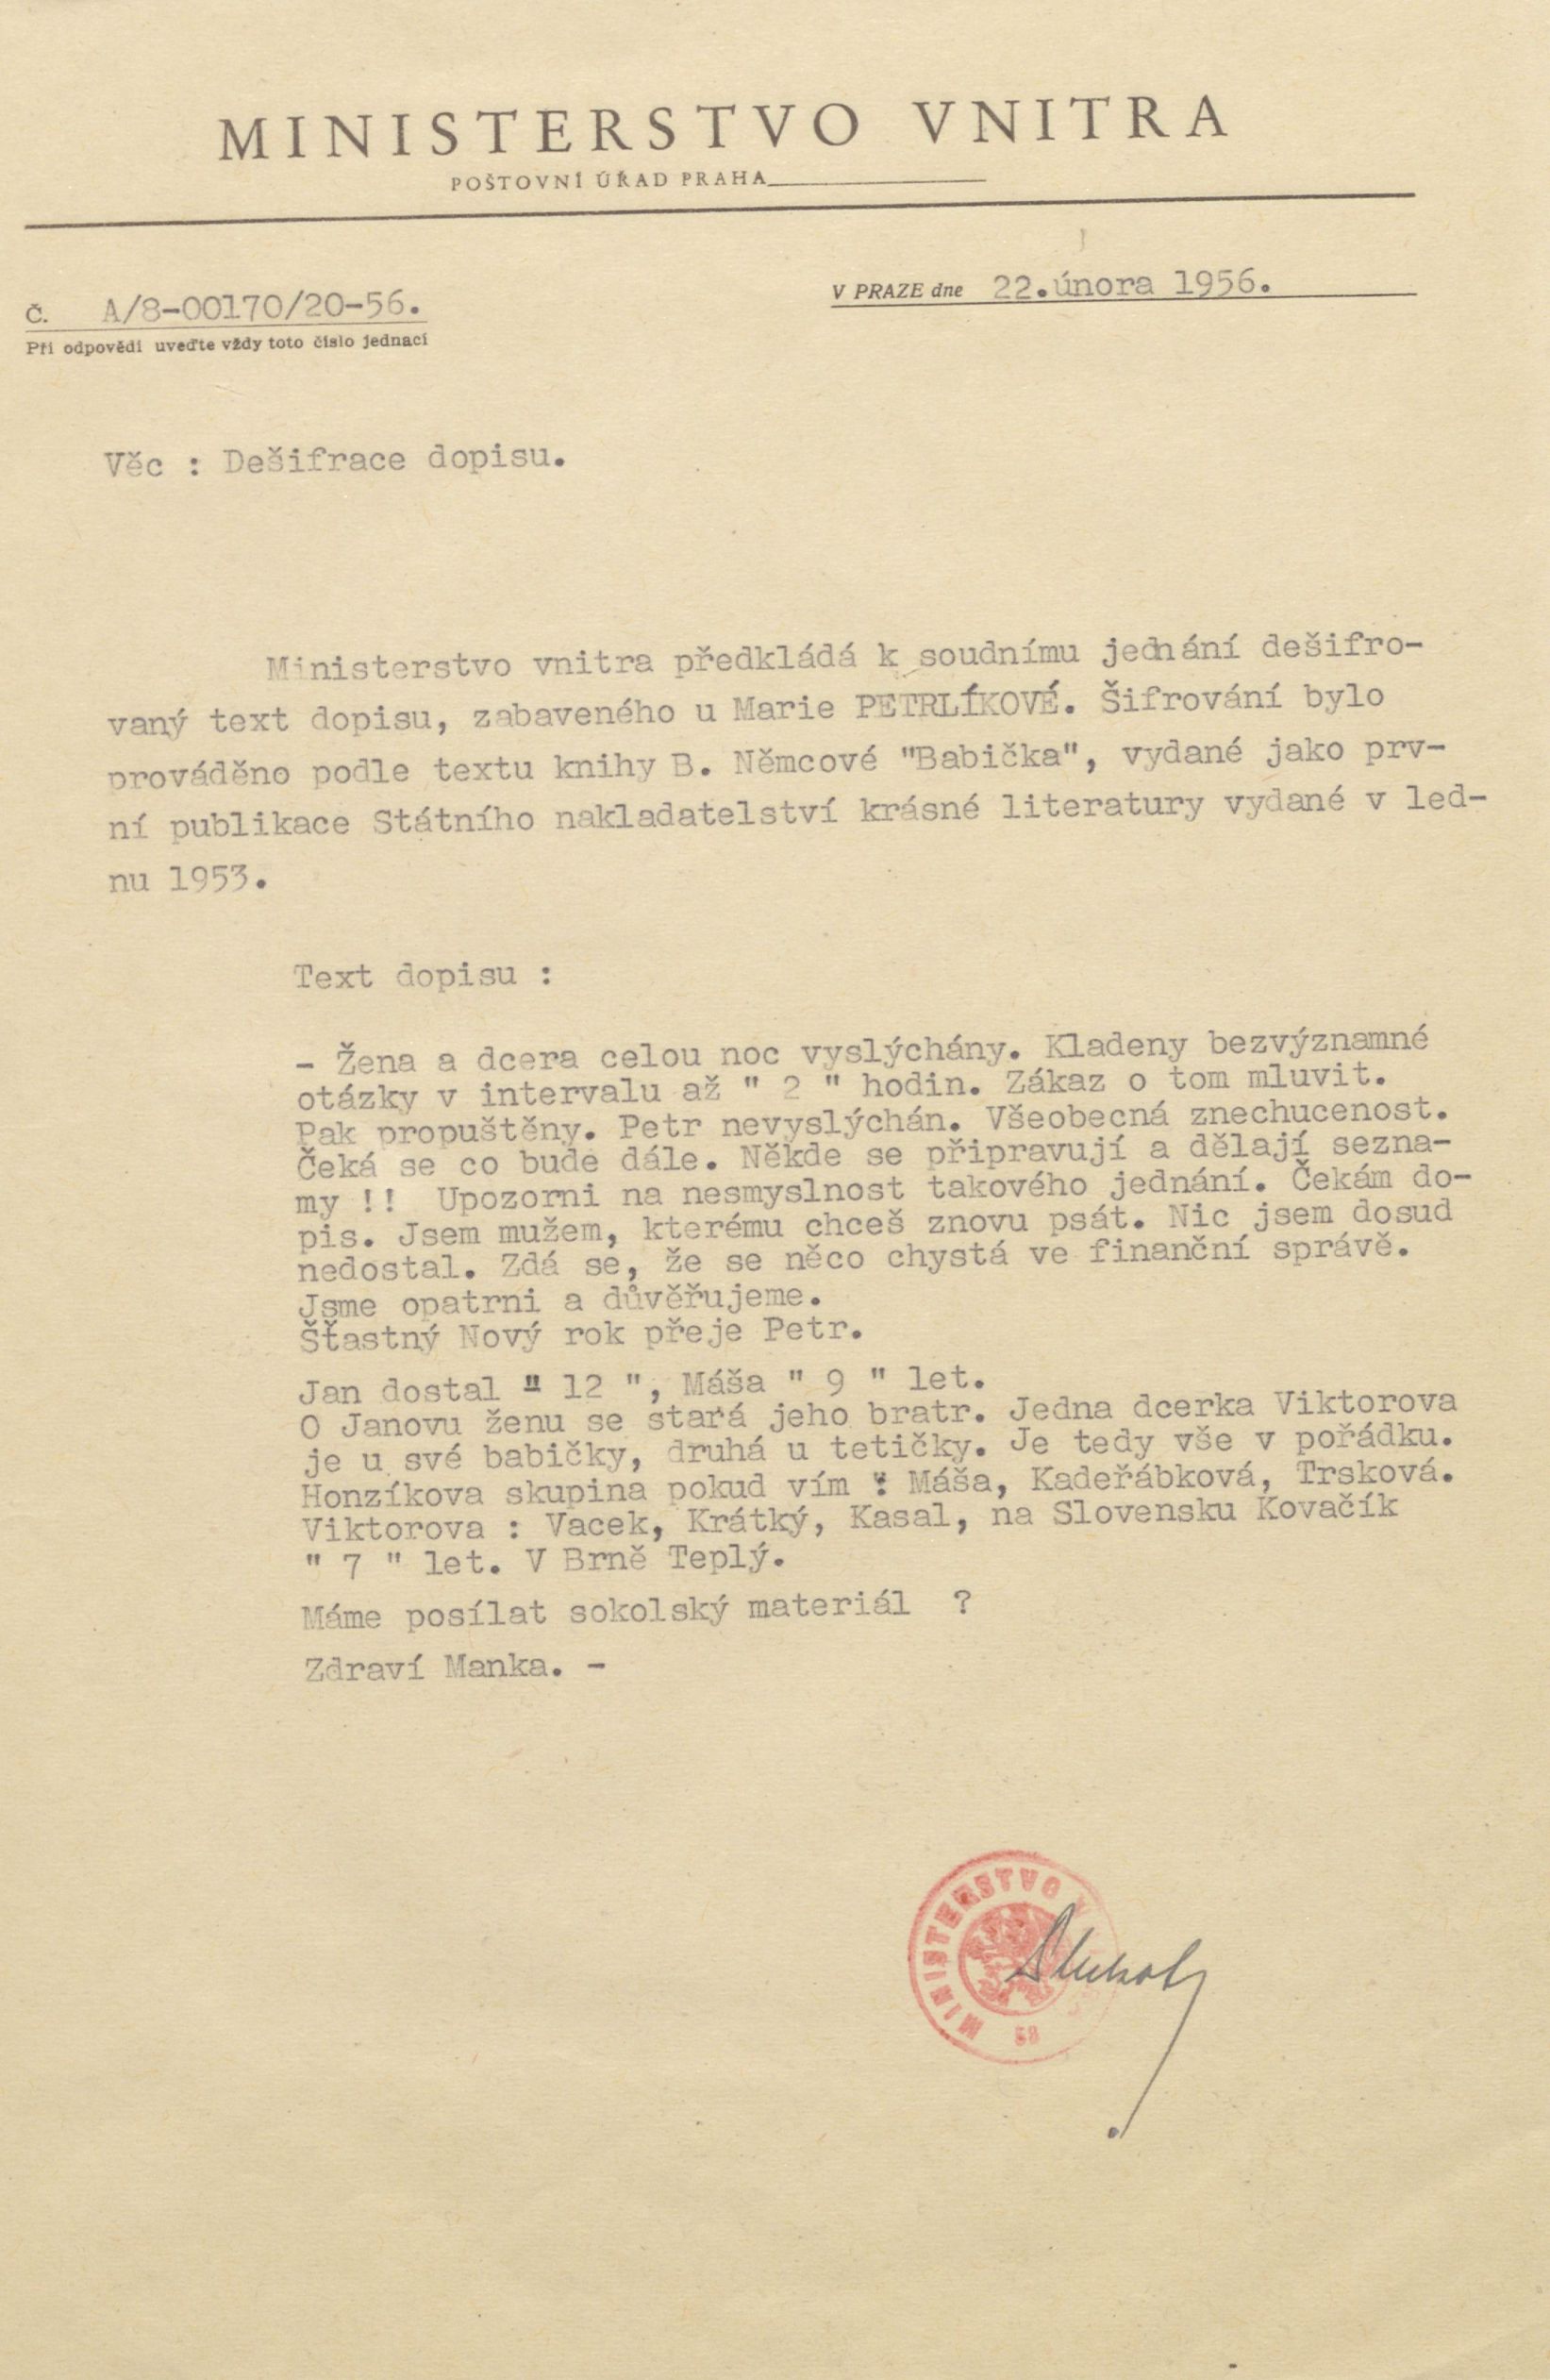 MINISTERSTVO VNITRA
POŠTOVNÍ ÚŘAD PRAHA
V PRAZE dne 22.února 1956.
Č. A/8-00170/20-56.
Při odpovědi uveďte vždy toto číslo jednací
Věc : Dešifrace dopisu.
Ministerstvo vnitra předkládá k soudnímu jednání dešifro-
vaný text dopisu, zabaveného u Marie PETRLÍKOVÉ. Šifrování bylo
prováděno podle textu knihy B. Němcové "Babička", vydané jako prv-
ní publikace Státního nakladatelství krásné literatury vydané v led-
nu 1953.
Text dopisu :
- Žena a dcera celou noc vyslýchány. Kladeny bezvýznamné
otázky v intervalu až " 2 " hodin. Zákaz o tom mluvit.
Pak propuštěny. Petr nevyslýchán. Všeobecná znechucenost.
Čeká se co bude dále. Někde se připravují a dělají sezna-
my !! Upozorni na nesmyslnost takového jednání. Čekám do-
pis. Jsem mužem, kterému chceš znovu psát. Nic jsem dosud
nedostal. Zdá se, že se něco chystá ve finanční správě.
Jsme opatrni a důvěřujeme.
Šťastný Nový rok přeje Petr.
Jan dostal " 12 ", Máša " 9 " let.
O Janovu ženu se stará jeho bratr. Jedna dcerka Viktorova
je u své babičky, druhá u tetičky. Je tedy vše v pořádku.
Honzíkova skupina pokud vím : Máša, Kadeřábková, Trsková.
Viktorova : Vacek, Krátký, Kasal, na Slovensku Kovačík
" 7 " let. V Brně Teplý.
Máme posílat sokolský materiál ?
Zdraví Manka. -
MINISTERSTVO
58